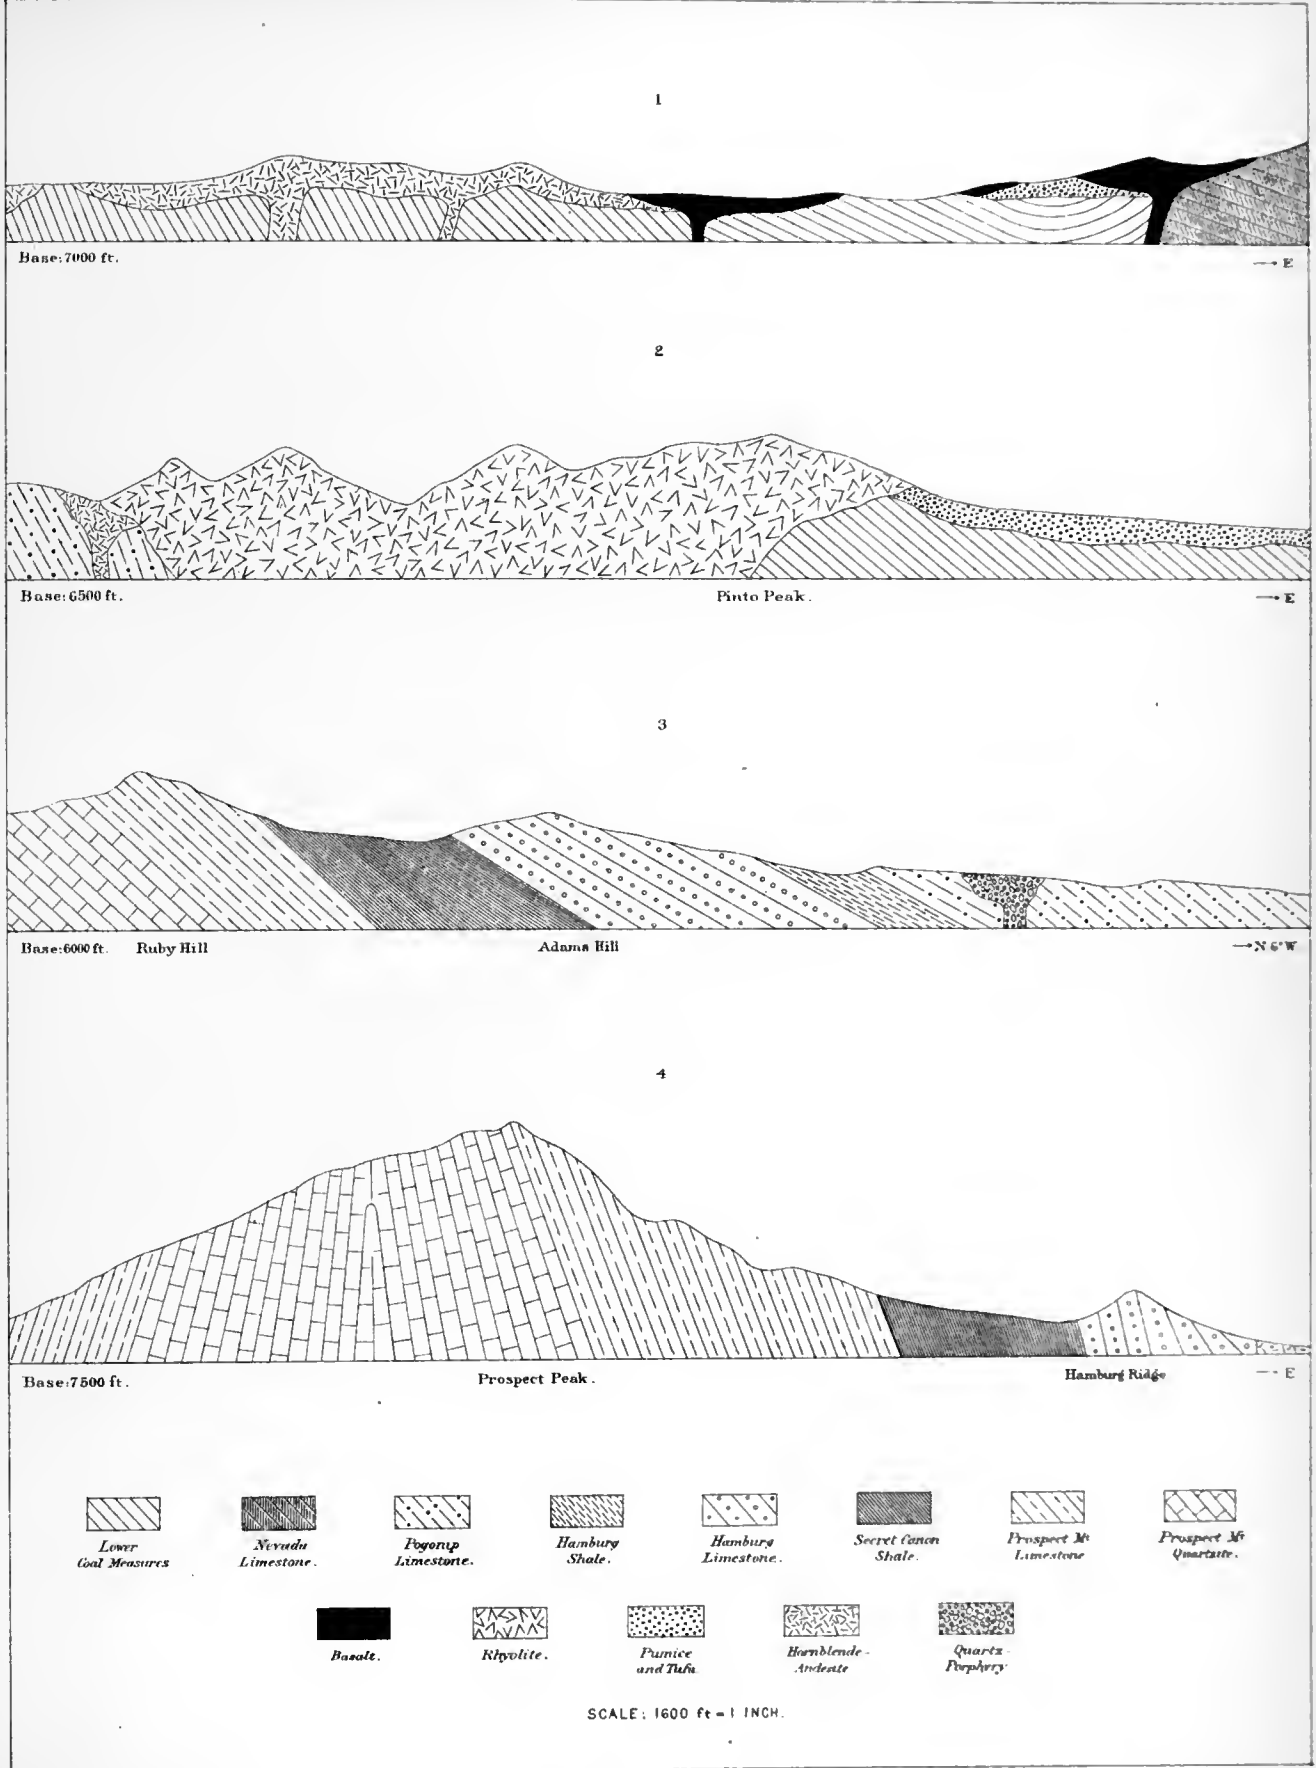 1
Base: 7000 ft.
→ E
2
Base: 6500 ft.
Pinto Peak.
→ E
3
Base: 6000 ft.
Ruby Hill
Adams Hill
→ N 6° W
4
Base: 7500 ft.
Prospect Peak.
Hamburg Ridge
→ E
Lower
Coal Measures
Nevada
Limestone.
Pogonip
Limestone.
Hamburg
Shale.
Hamburg
Limestone.
Secret Canon
Shale.
Prospect Mt
Limestone
Prospect Mt
Quartzite.
Basalt.
Rhyolite.
Pumice
and Tufa
Hornblende-
Andesite
Quartz-
Porphyry
SCALE: 1600 ft = 1 INCH.